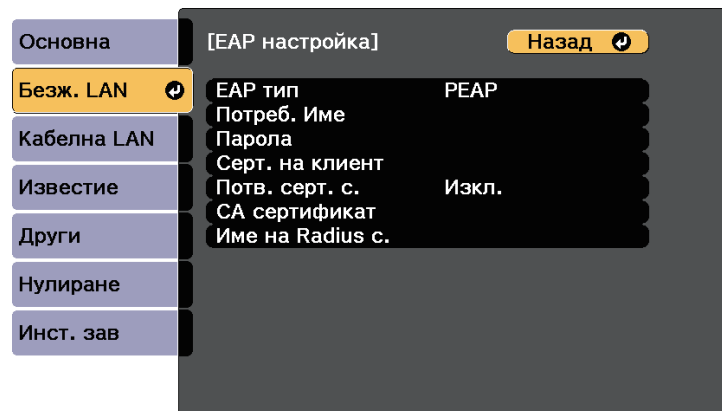 Основна
Безж. LAN
Кабелна LAN
Известие
Други
Нулиране
Инст. зав
[EAP настройка]
Назад
EAP тип PEAP
Потреб. Име
Парола
Серт. на клиент
Потв. серт. с. Изкл.
CA сертификат
Име на Radius с.